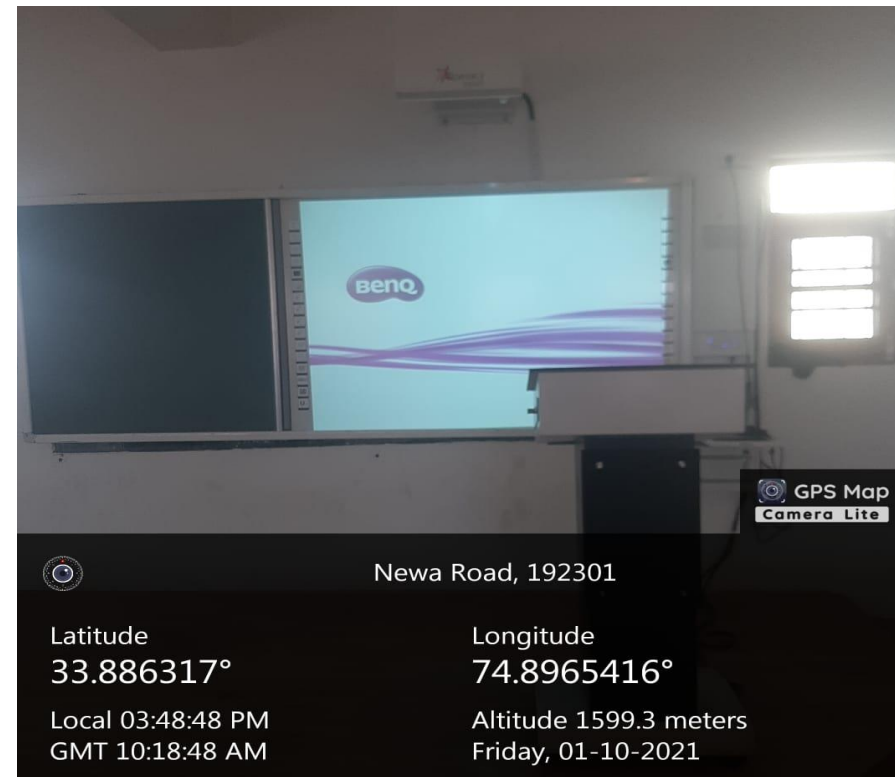 BenQ
GPS Map
Camera Lite
Newa Road, 192301
Latitude
33.886317°
Longitude
74.8965416°
Local 03:48:48 PM
GMT 10:18:48 AM
Altitude 1599.3 meters
Friday, 01-10-2021